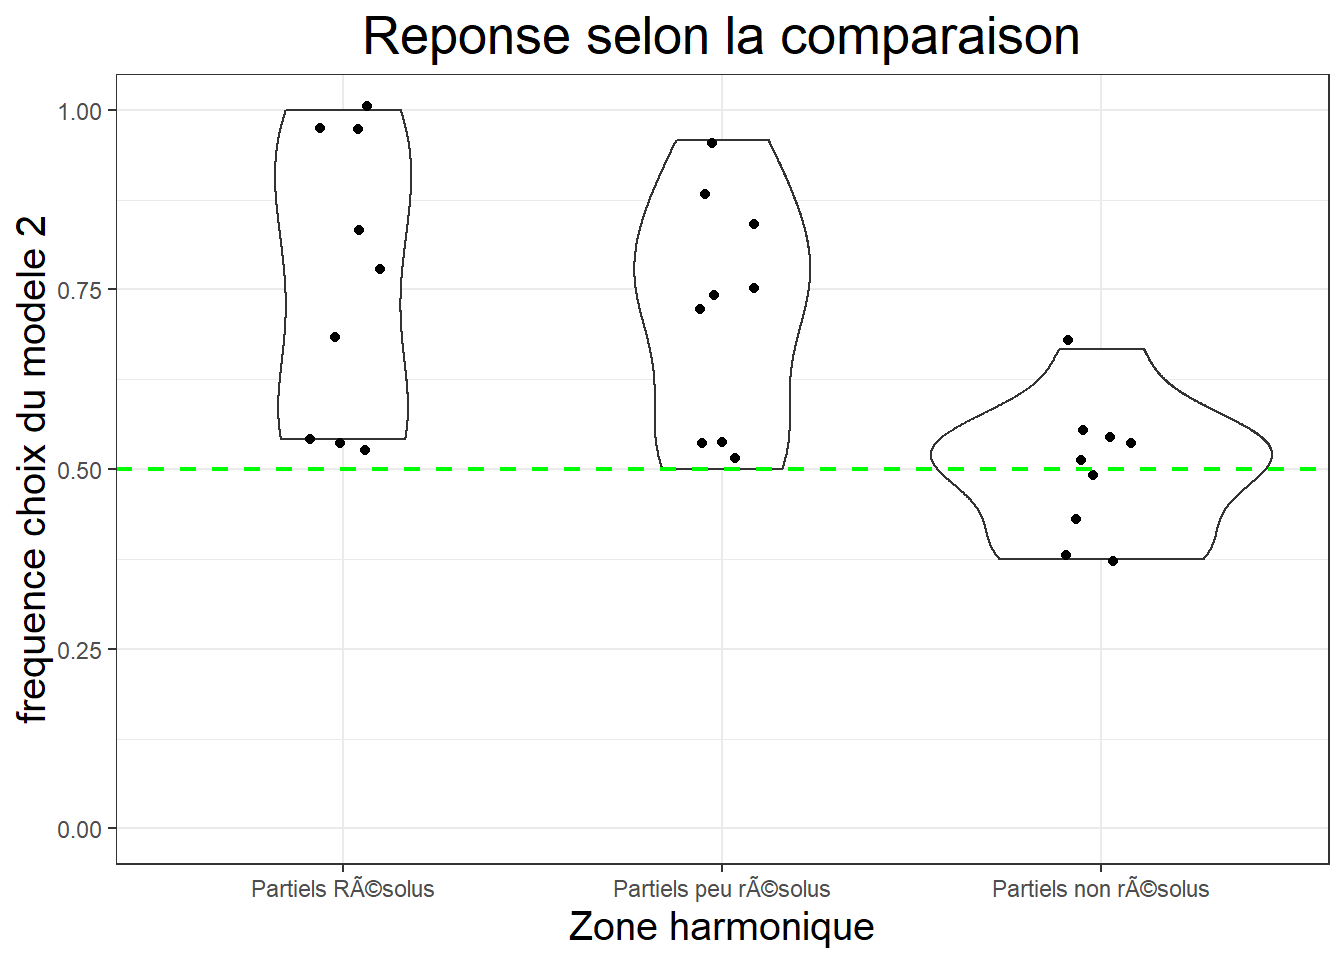 Reponse selon la comparaison
frequence choix du modele 2
1.00
0.75
0.50
0.25
0.00
Partiels RÃ©solus
Partiels peu rÃ©solus
Partiels non rÃ©solus
Zone harmonique